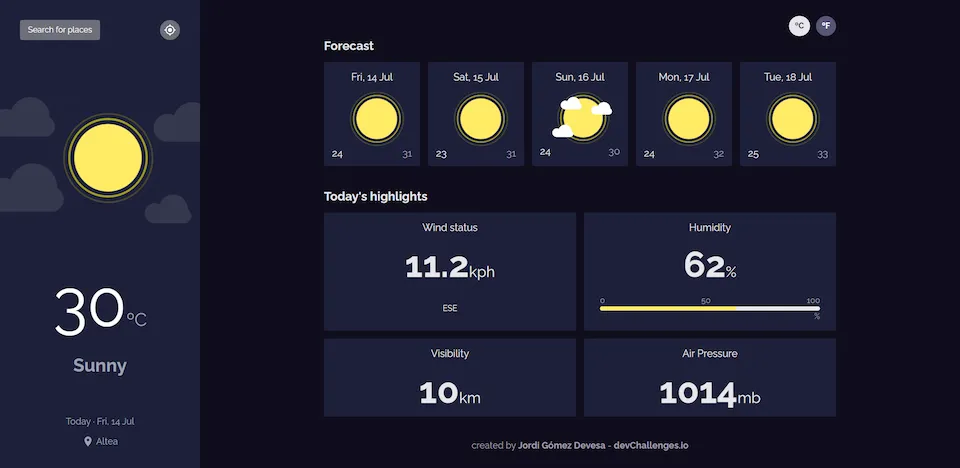 Search for places
30ºC
Sunny
Today · Fri, 14 Jul
Altea
ºC ºF
Forecast
Fri, 14 Jul
24 31
Sat, 15 Jul
23 31
Sun, 16 Jul
24 30
Mon, 17 Jul
24 32
Tue, 18 Jul
25 33
Today's highlights
Wind status
11.2kph
ESE
Humidity
62%
0 50 100
%
Visibility
10km
Air Pressure
1014mb
created by Jordi Gómez Devesa - devChallenges.io